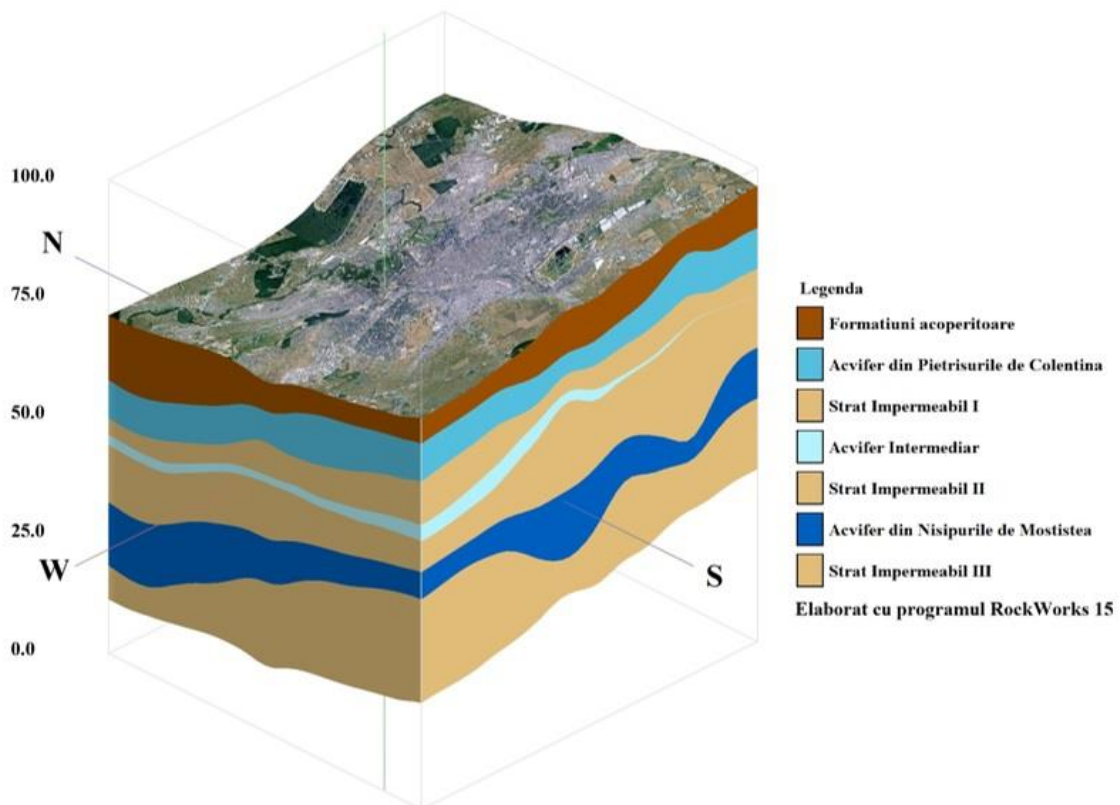 100.0
N
75.0
50.0
25.0
W
S
0.0
Legenda
Formatiuni acoperitoare
Acvifer din Pietrisurile de Colentina
Strat Impermeabil I
Acvifer Intermediar
Strat Impermeabil II
Acvifer din Nisipurile de Mostistea
Strat Impermeabil III
Elaborat cu programul RockWorks 15